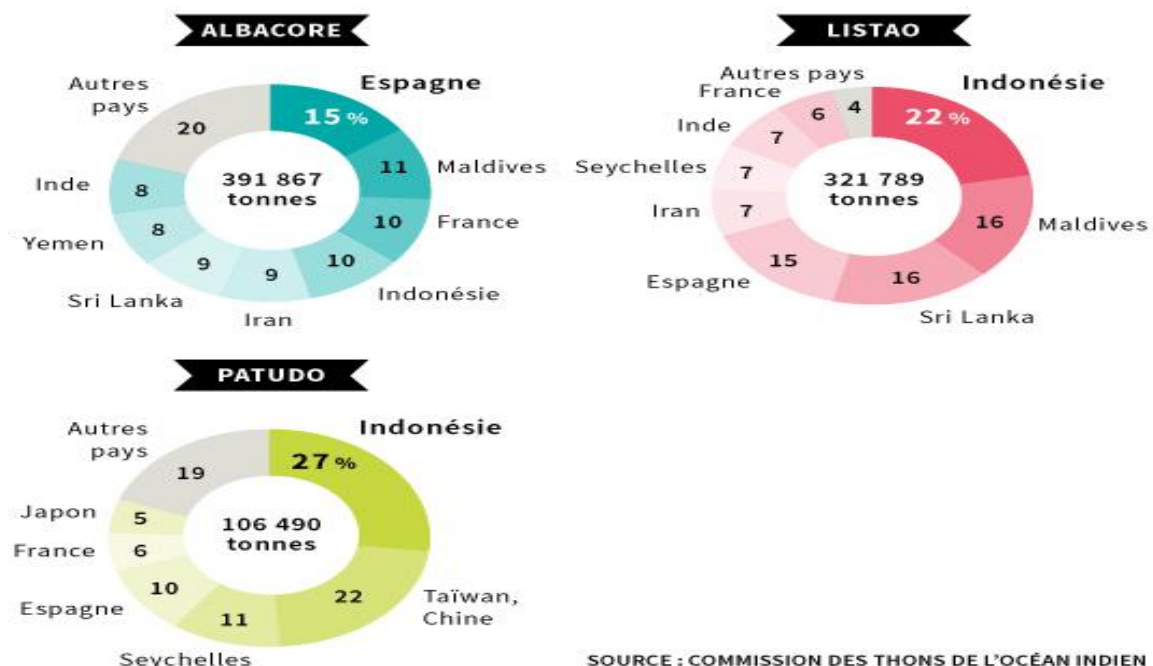 ALBACORE
Autres
pays
Espagne
15 %
20
Maldives
11
Inde
8
391 867
tonnes
France
10
Yemen
8
10
Indonésie
9
Sri Lanka
9
Iran
LISTAO
Autres pays
France
Indonésie
4
22 %
6
Inde
7
Seychelles
7
321 789
tonnes
Iran
7
16
Maldives
15
Espagne
16
Sri Lanka
PATUDO
Autres
pays
Indonésie
27 %
19
Japon
5
106 490
tonnes
France
6
10
Espagne
22
Taïwan,
Chine
11
Seychelles
SOURCE : COMMISSION DES THONS DE L'OCÉAN INDIEN